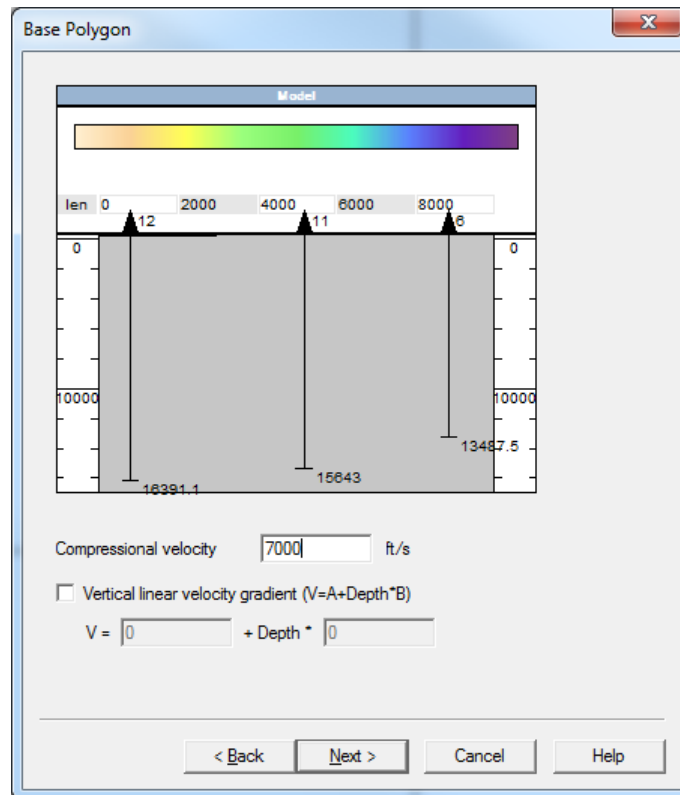 Base Polygon
X
Model
len 0 2000 4000 6000 8000
12 11 6
0 0
10000 10000
13487.5
15643
16391.1
Compressional velocity 7000 ft/s
Vertical linear velocity gradient (V=A+Depth*B)
V = 0 + Depth * 0
< Back Next > Cancel Help